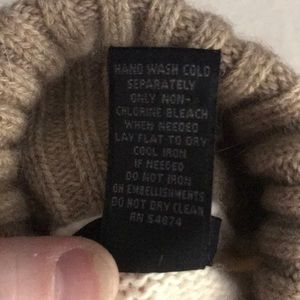 HAND WASH COLD
SEPARATELY
ONLY NON-
CHLORINE BLEACH
WHEN NEEDED
LAY FLAT TO DRY
COOL IRON
IF NEEDED
DO NOT IRON
ON EMBELLISHMENTS
DO NOT DRY CLEAN
RN 54874